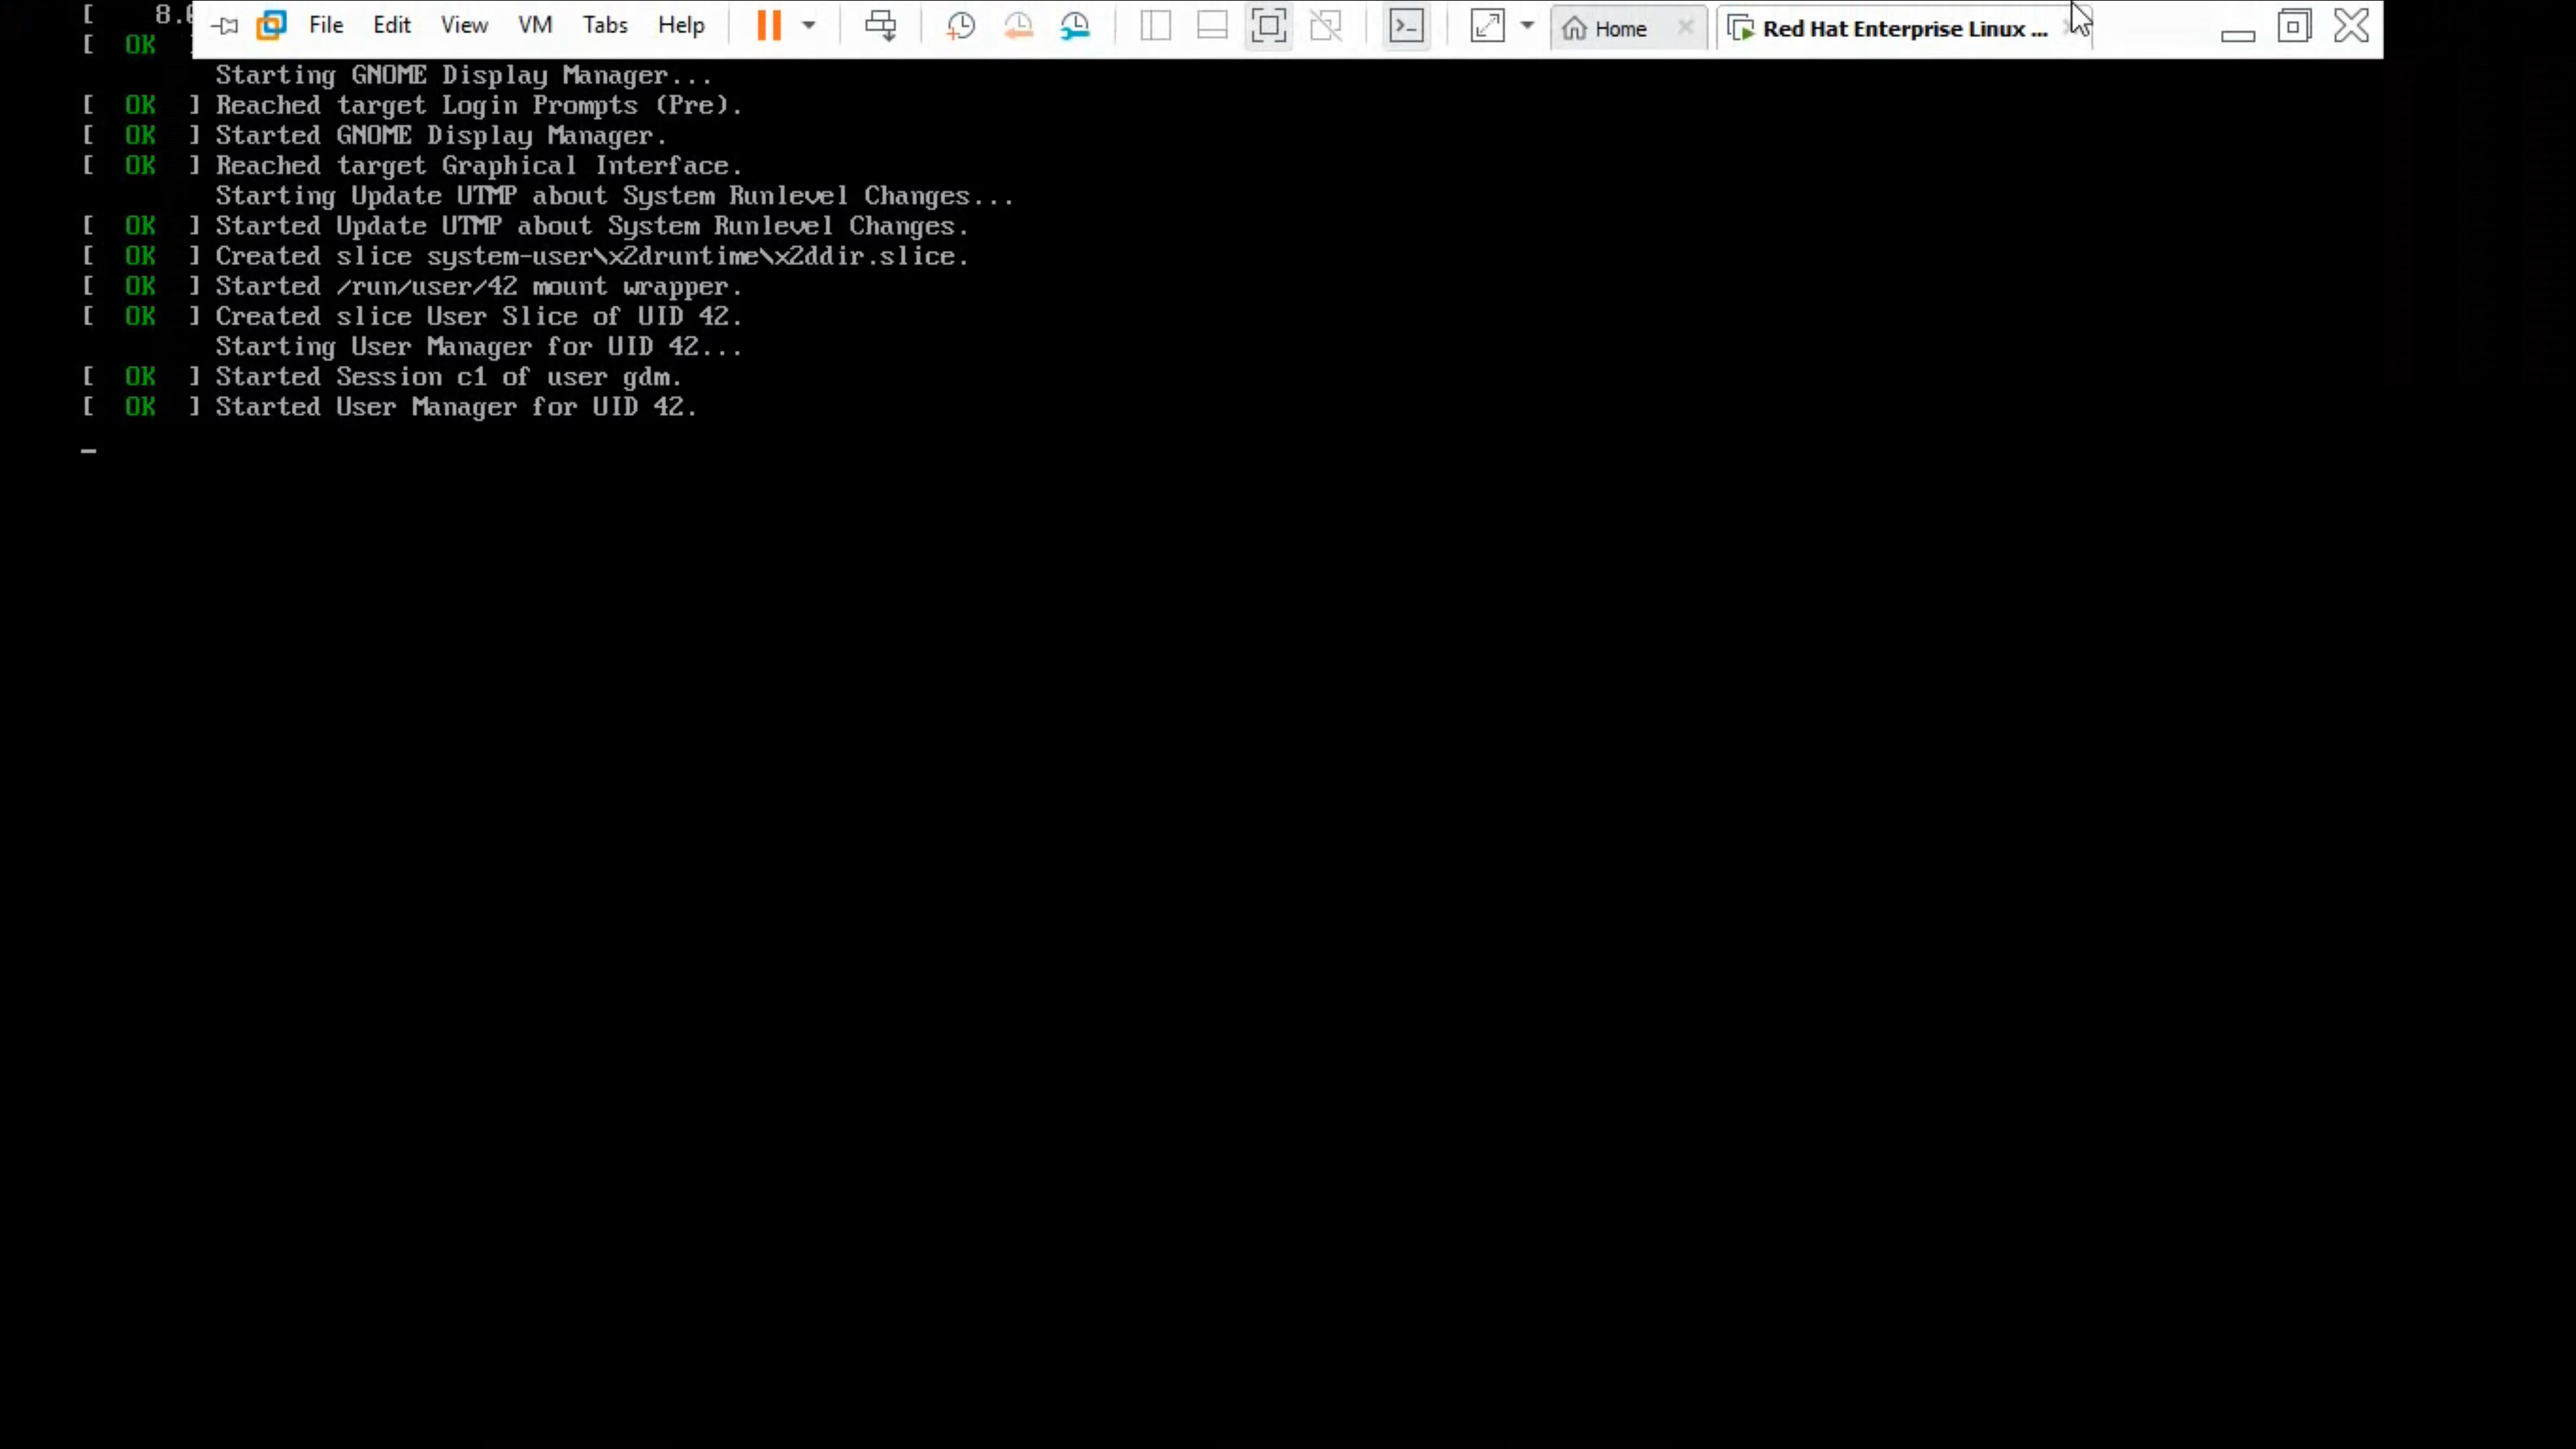 [    8.
[  OK
File Edit View VM Tabs Help Home Red Hat Enterprise Linux ...
         Starting GNOME Display Manager...
[  OK  ] Reached target Login Prompts (Pre).
[  OK  ] Started GNOME Display Manager.
[  OK  ] Reached target Graphical Interface.
         Starting Update UTMP about System Runlevel Changes...
[  OK  ] Started Update UTMP about System Runlevel Changes.
[  OK  ] Created slice system-user\x2druntime\x2ddir.slice.
[  OK  ] Started /run/user/42 mount wrapper.
[  OK  ] Created slice User Slice of UID 42.
         Starting User Manager for UID 42...
[  OK  ] Started Session c1 of user gdm.
[  OK  ] Started User Manager for UID 42.